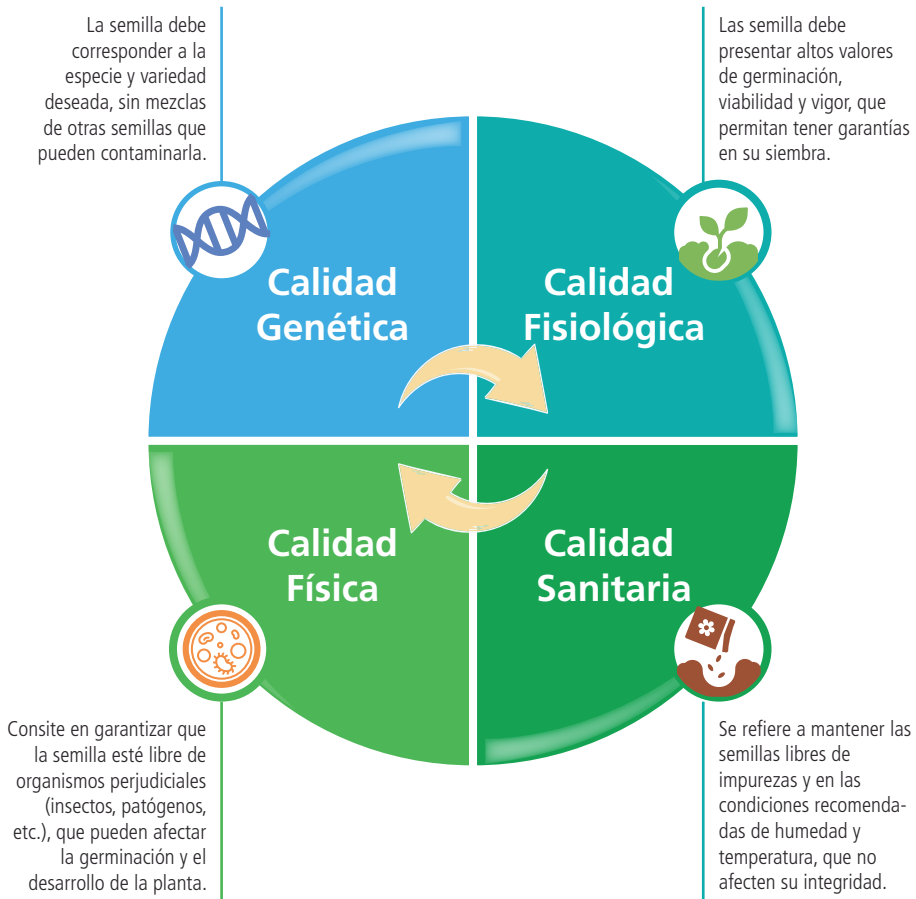 La semilla debe
corresponder a la
especie y variedad
deseada, sin mezclas
de otras semillas que
pueden contaminarla.
Las semilla debe
presentar altos valores
de germinación,
viabilidad y vigor, que
permitan tener garantías
en su siembra.
Calidad
Genética
Calidad
Fisiológica
Calidad
Física
Calidad
Sanitaria
Consite en garantizar que
la semilla esté libre de
organismos perjudiciales
(insectos, patógenos,
etc.), que pueden afectar
la germinación y el
desarrollo de la planta.
Se refiere a mantener las
semillas libres de
impurezas y en las
condiciones recomenda-
das de humedad y
temperatura, que no
afecten su integridad.